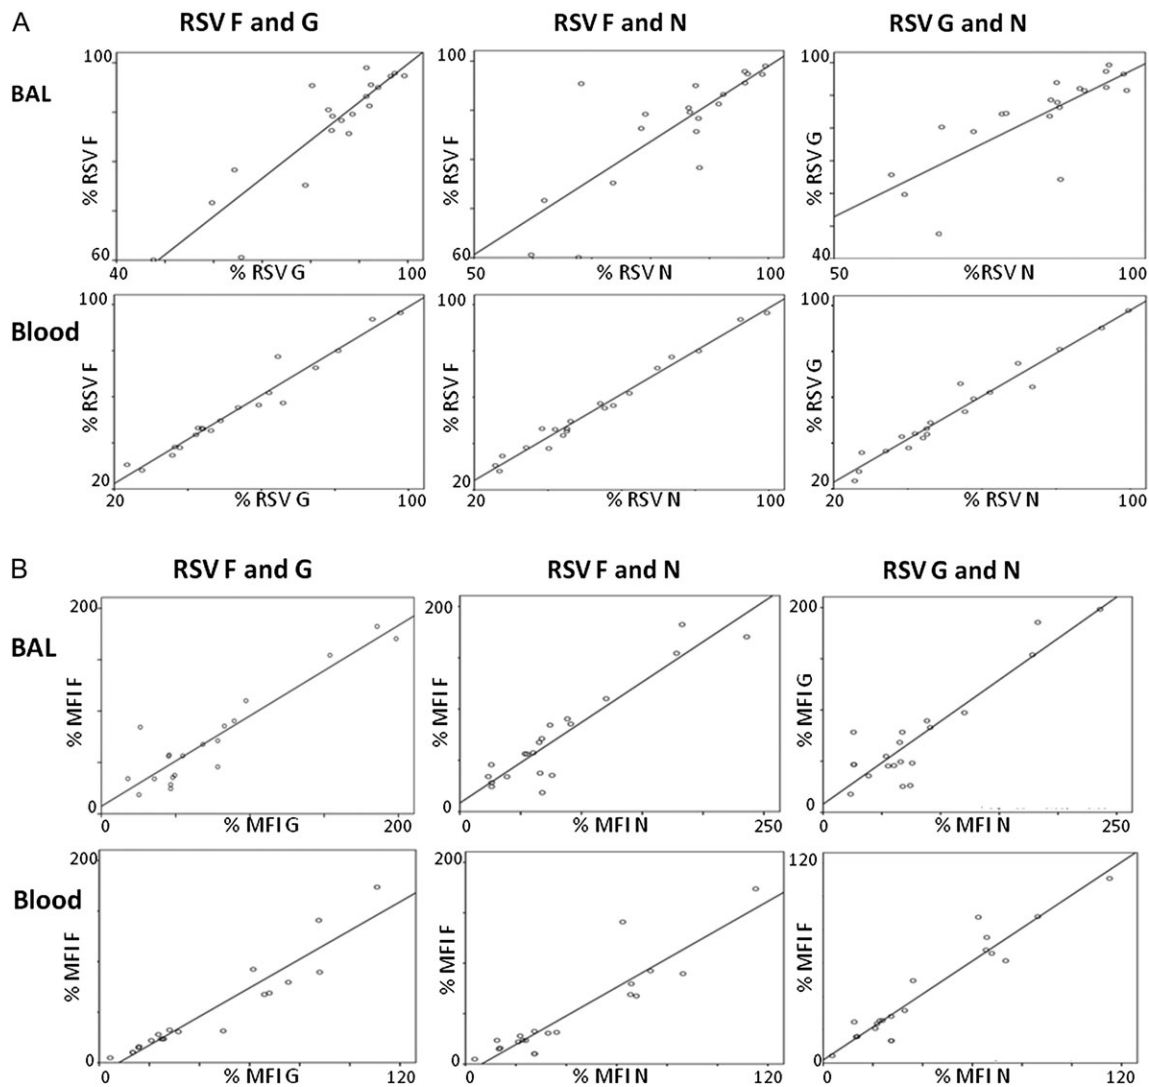 A
RSV F and G
RSV F and N
RSV G and N
BAL
100
% RSV F
60
40
% RSV G
100
100
% RSV F
60
50
% RSV N
100
100
% RSV G
40
50
% RSV N
100
Blood
100
% RSV F
20
20
% RSV G
100
100
% RSV F
20
20
% RSV N
100
100
% RSV G
20
20
% RSV N
100
B
RSV F and G
RSV F and N
RSV G and N
BAL
200
% MFI F
0
0
% MFI G
200
200
% MFI F
0
0
% MFI N
250
200
% MFI G
0
0
% MFI N
250
Blood
200
% MFI F
0
0
% MFI G
120
200
% MFI F
0
0
% MFI N
120
120
% MFI F
0
0
% MFI N
120